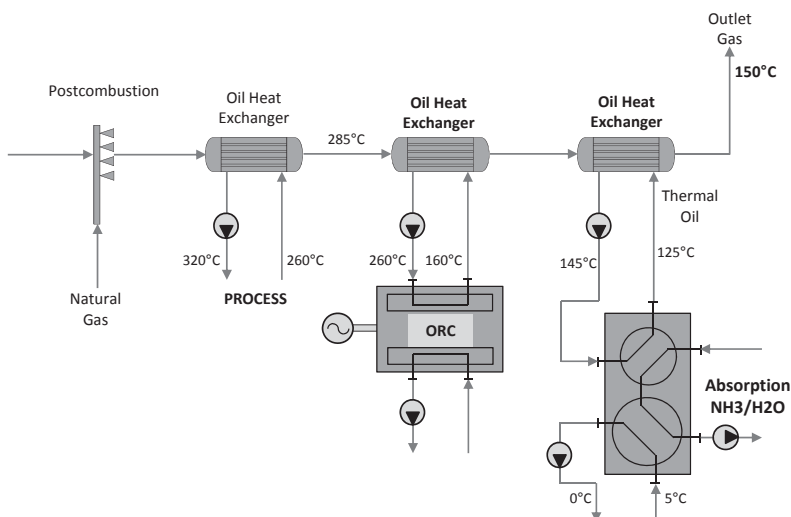 Outlet
Gas
150°C
Postcombustion
Oil Heat
Exchanger
Oil Heat
Exchanger
Oil Heat
Exchanger
285°C
Thermal
Oil
320°C
260°C
260°C
160°C
145°C
125°C
Natural
Gas
PROCESS
ORC
Absorption
NH3/H2O
0°C
5°C